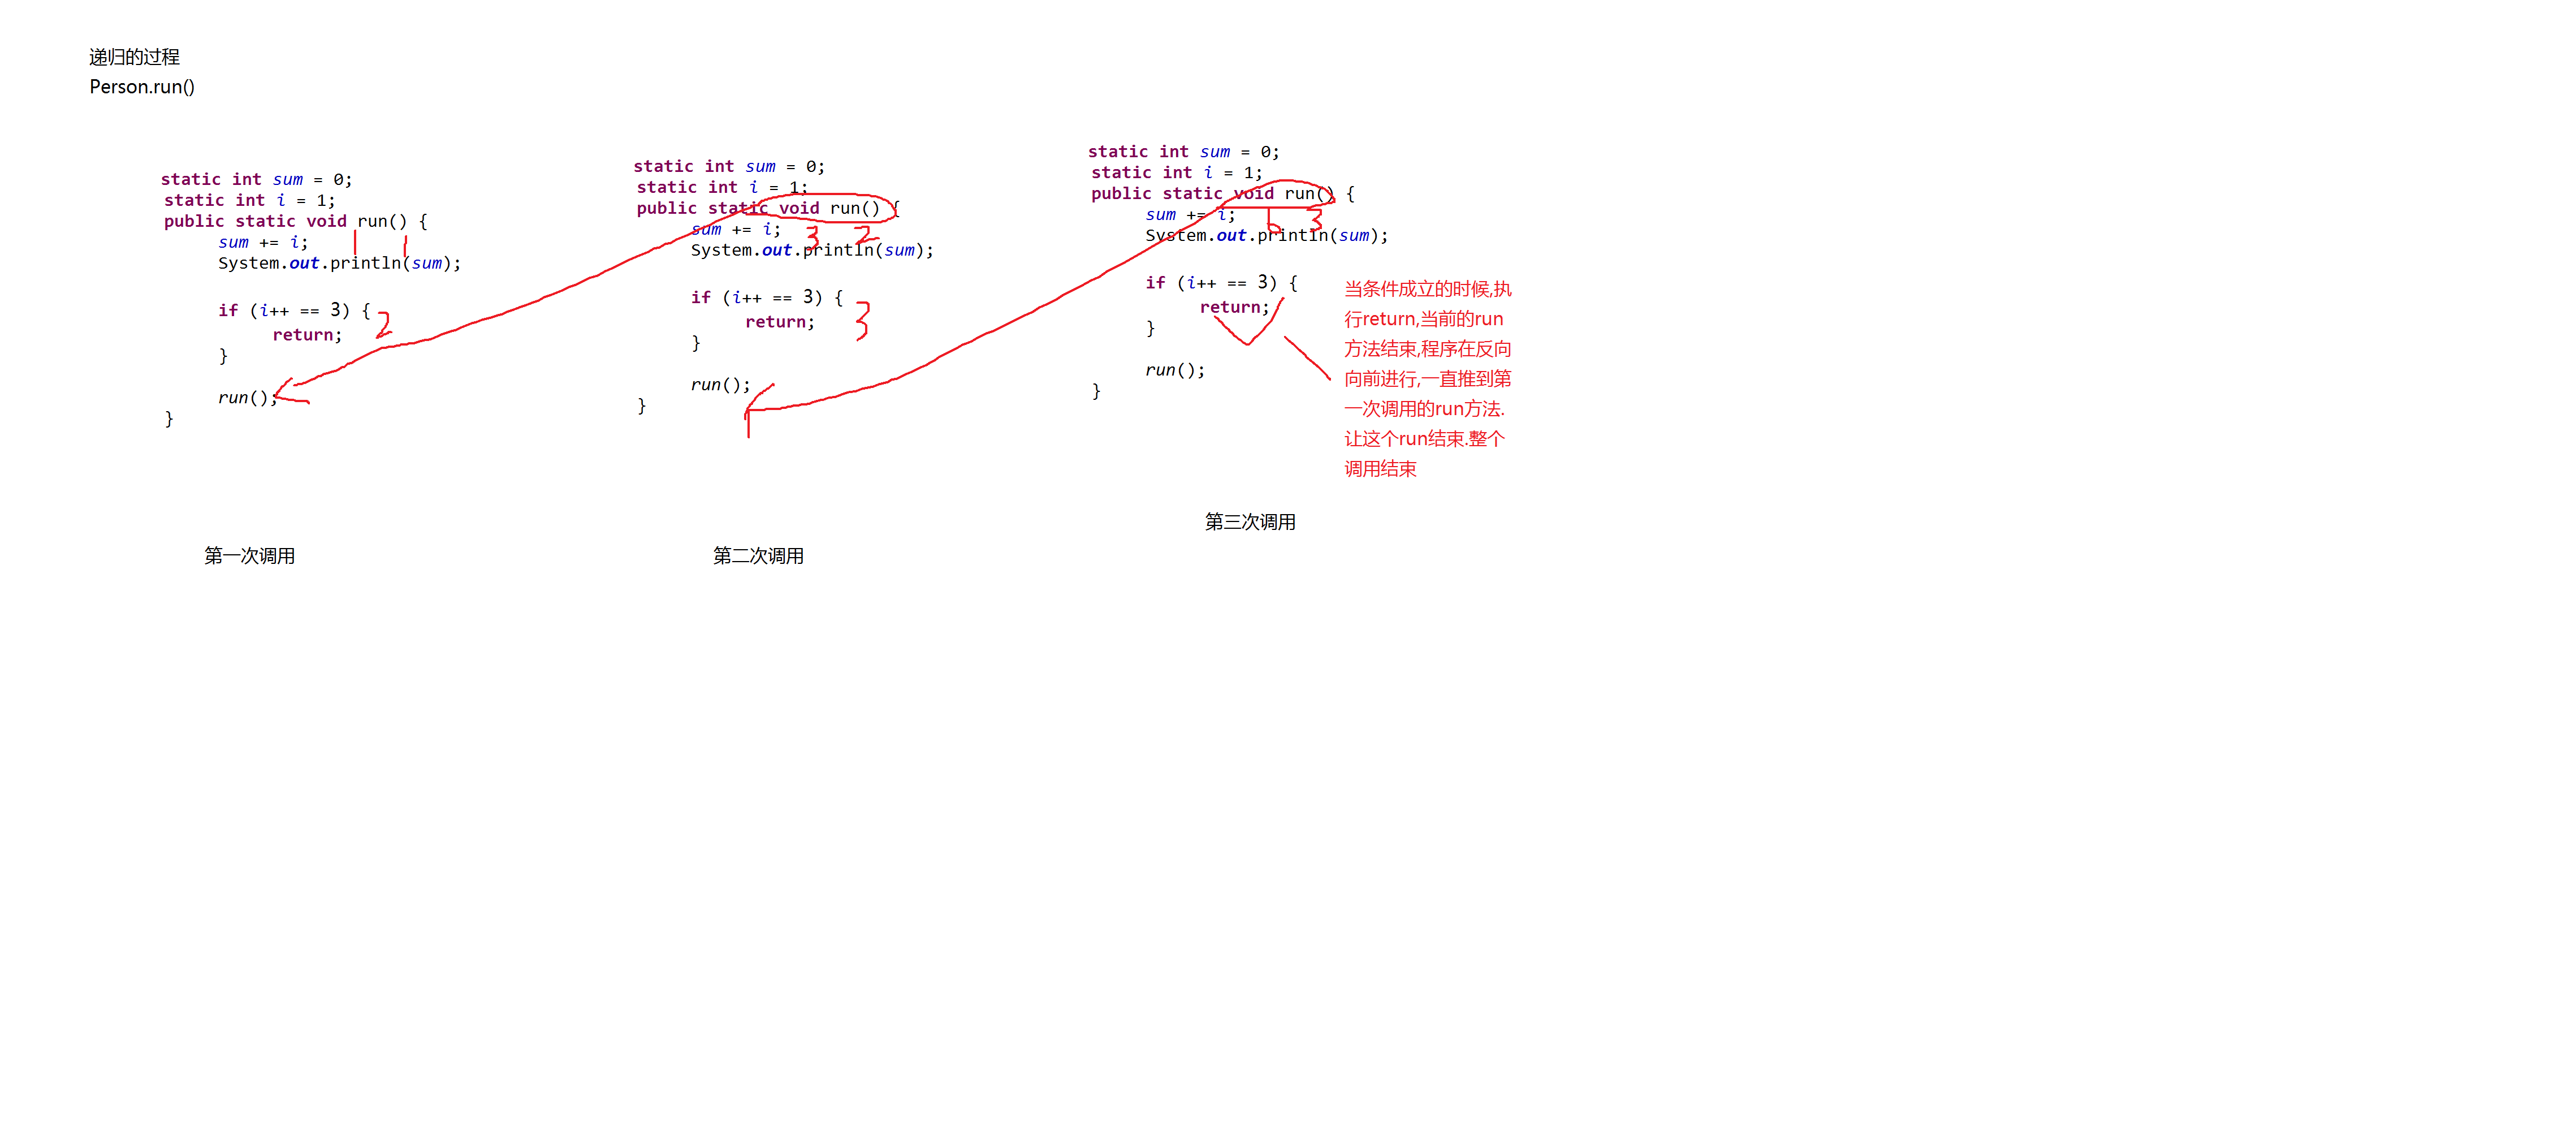 递归的过程
Person.run()
static int sum = 0;
static int i = 1;
public static void run() {
sum += i;
1 1
System.out.println(sum);
if (i++ == 3) {
2
return;
}
run();
}
第一次调用
static int sum = 0;
static int i = 1;
public static void run() {
sum += i;
3 2
System.out.println(sum);
if (i++ == 3) {
3
return;
}
run();
}
第二次调用
static int sum = 0;
static int i = 1;
public static void run() {
sum += i;
6 3
System.out.println(sum);
if (i++ == 3) {
return;
}
run();
}
当条件成立的时候,执
行return,当前的run
方法结束,程序在反向
向前进行,一直推到第
一次调用的run方法.
让这个run结束.整个
调用结束
第三次调用